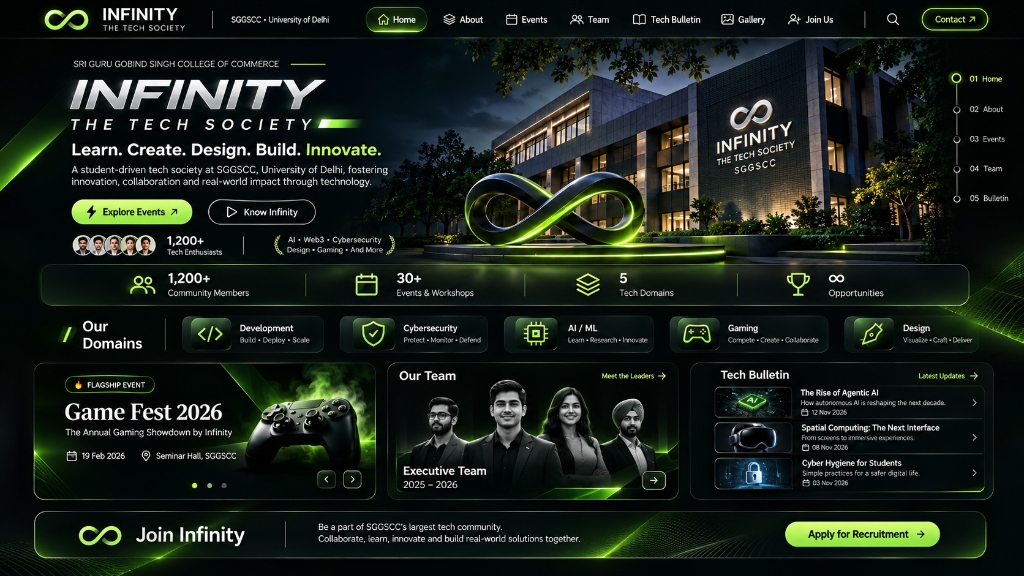 INFINITY
THE TECH SOCIETY
SGGSCC • University of Delhi
Home
About
Events
Team
Tech Bulletin
Gallery
Join Us
Contact
SRI GURU GOBIND SINGH COLLEGE OF COMMERCE
INFINITY
THE TECH SOCIETY
Learn. Create. Design. Build. Innovate.
A student-driven tech society at SGGSCC, University of Delhi, fostering
innovation, collaboration and real-world impact through technology.
Explore Events
Know Infinity
1,200+
Tech Enthusiasts
AI • Web3 • Cybersecurity
Design • Gaming • And More
INFINITY
THE TECH SOCIETY
SGGSCC
01 Home
02 About
03 Events
04 Team
05 Bulletin
1,200+
Community Members
30+
Events & Workshops
5
Tech Domains
∞
Opportunities
Our
Domains
Development
Build • Deploy • Scale
Cybersecurity
Protect • Monitor • Defend
AI / ML
Learn • Research • Innovate
Gaming
Compete • Create • Collaborate
Design
Visualize • Craft • Deliver
FLAGSHIP EVENT
Game Fest 2026
The Annual Gaming Showdown by Infinity
19 Feb 2026
Seminar Hall, SGGSCC
Our Team
Meet the Leaders
Executive Team
2025 – 2026
Tech Bulletin
Latest Updates
AI
The Rise of Agentic AI
How autonomous AI is reshaping the next decade.
12 Nov 2026
Spatial Computing: The Next Interface
From screens to immersive experiences.
08 Nov 2026
Cyber Hygiene for Students
Simple practices for a safer digital life.
03 Nov 2026
Join Infinity
Be a part of SGGSCC's largest tech community.
Collaborate, learn, innovate and build real-world solutions together.
Apply for Recruitment